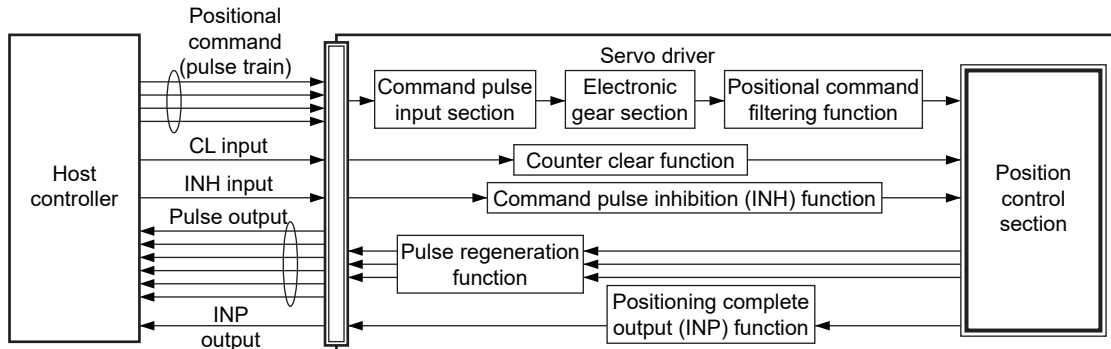 Positional
command
(pulse train)
Servo driver
Command pulse
input section
Electronic
gear section
Positional command
filtering function
CL input
Counter clear function
Host
controller
INH input
Command pulse inhibition (INH) function
Position
control
section
Pulse output
Pulse regeneration
function
Positioning complete
output (INP) function
INP
output